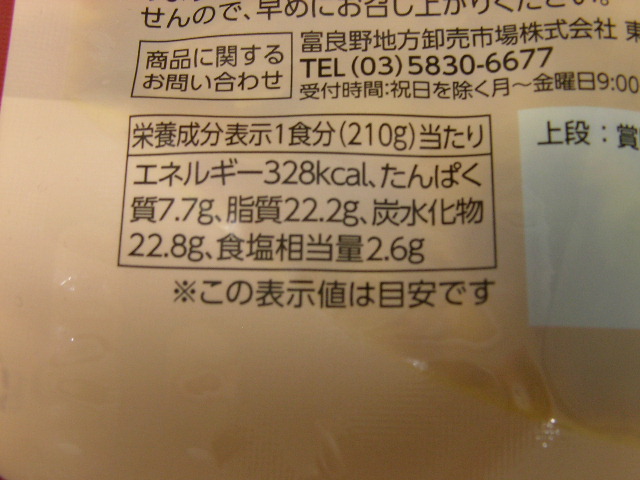 せんので、早めにお召し上がりください。
商品に関する
お問い合わせ
富良野地方卸売市場株式会社
TEL(03)5830-6677
受付時間:祝日を除く月〜金曜日9:00
栄養成分表示1食分(210g)当たり
エネルギー328kcal、たんぱく
質7.7g、脂質22.2g、炭水化物
22.8g、食塩相当量2.6g
※この表示値は目安です
上段:賞